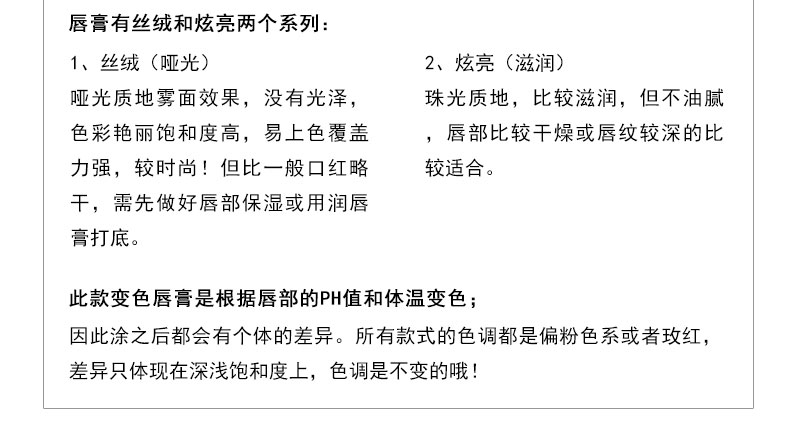 唇膏有丝绒和炫亮两个系列：
1、丝绒（哑光）
哑光质地雾面效果，没有光泽，
色彩艳丽饱和度高，易上色覆盖
力强，较时尚！但比一般口红略
干，需先做好唇部保湿或用润唇
膏打底。
2、炫亮（滋润）
珠光质地，比较滋润，但不油腻
，唇部比较干燥或唇纹较深的比
较适合。
此款变色唇膏是根据唇部的PH值和体温变色；
因此涂之后都会有个体的差异。所有款式的色调都是偏粉色系或者玫红，
差异只体现在深浅饱和度上，色调是不变的哦！